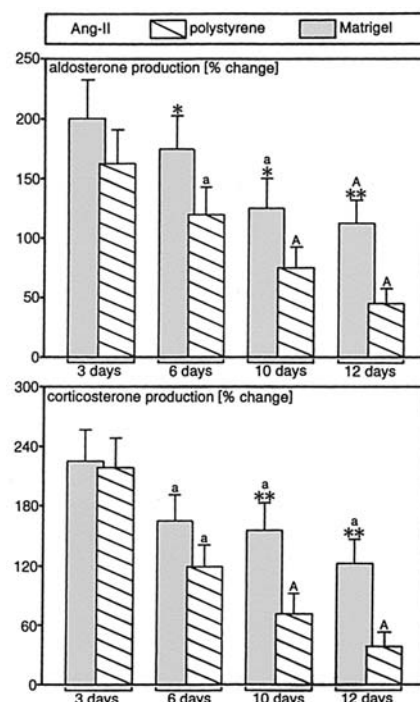 Ang-II polystyrene Matrigel
aldosterone production [% change]
250
200
150
100
50
0
*
a
a
*
A
A
**
A
3 days 6 days 10 days 12 days
corticosterone production [% change]
300
240
180
120
60
0
a
a
a
**
A
a
**
A
3 days 6 days 10 days 12 days